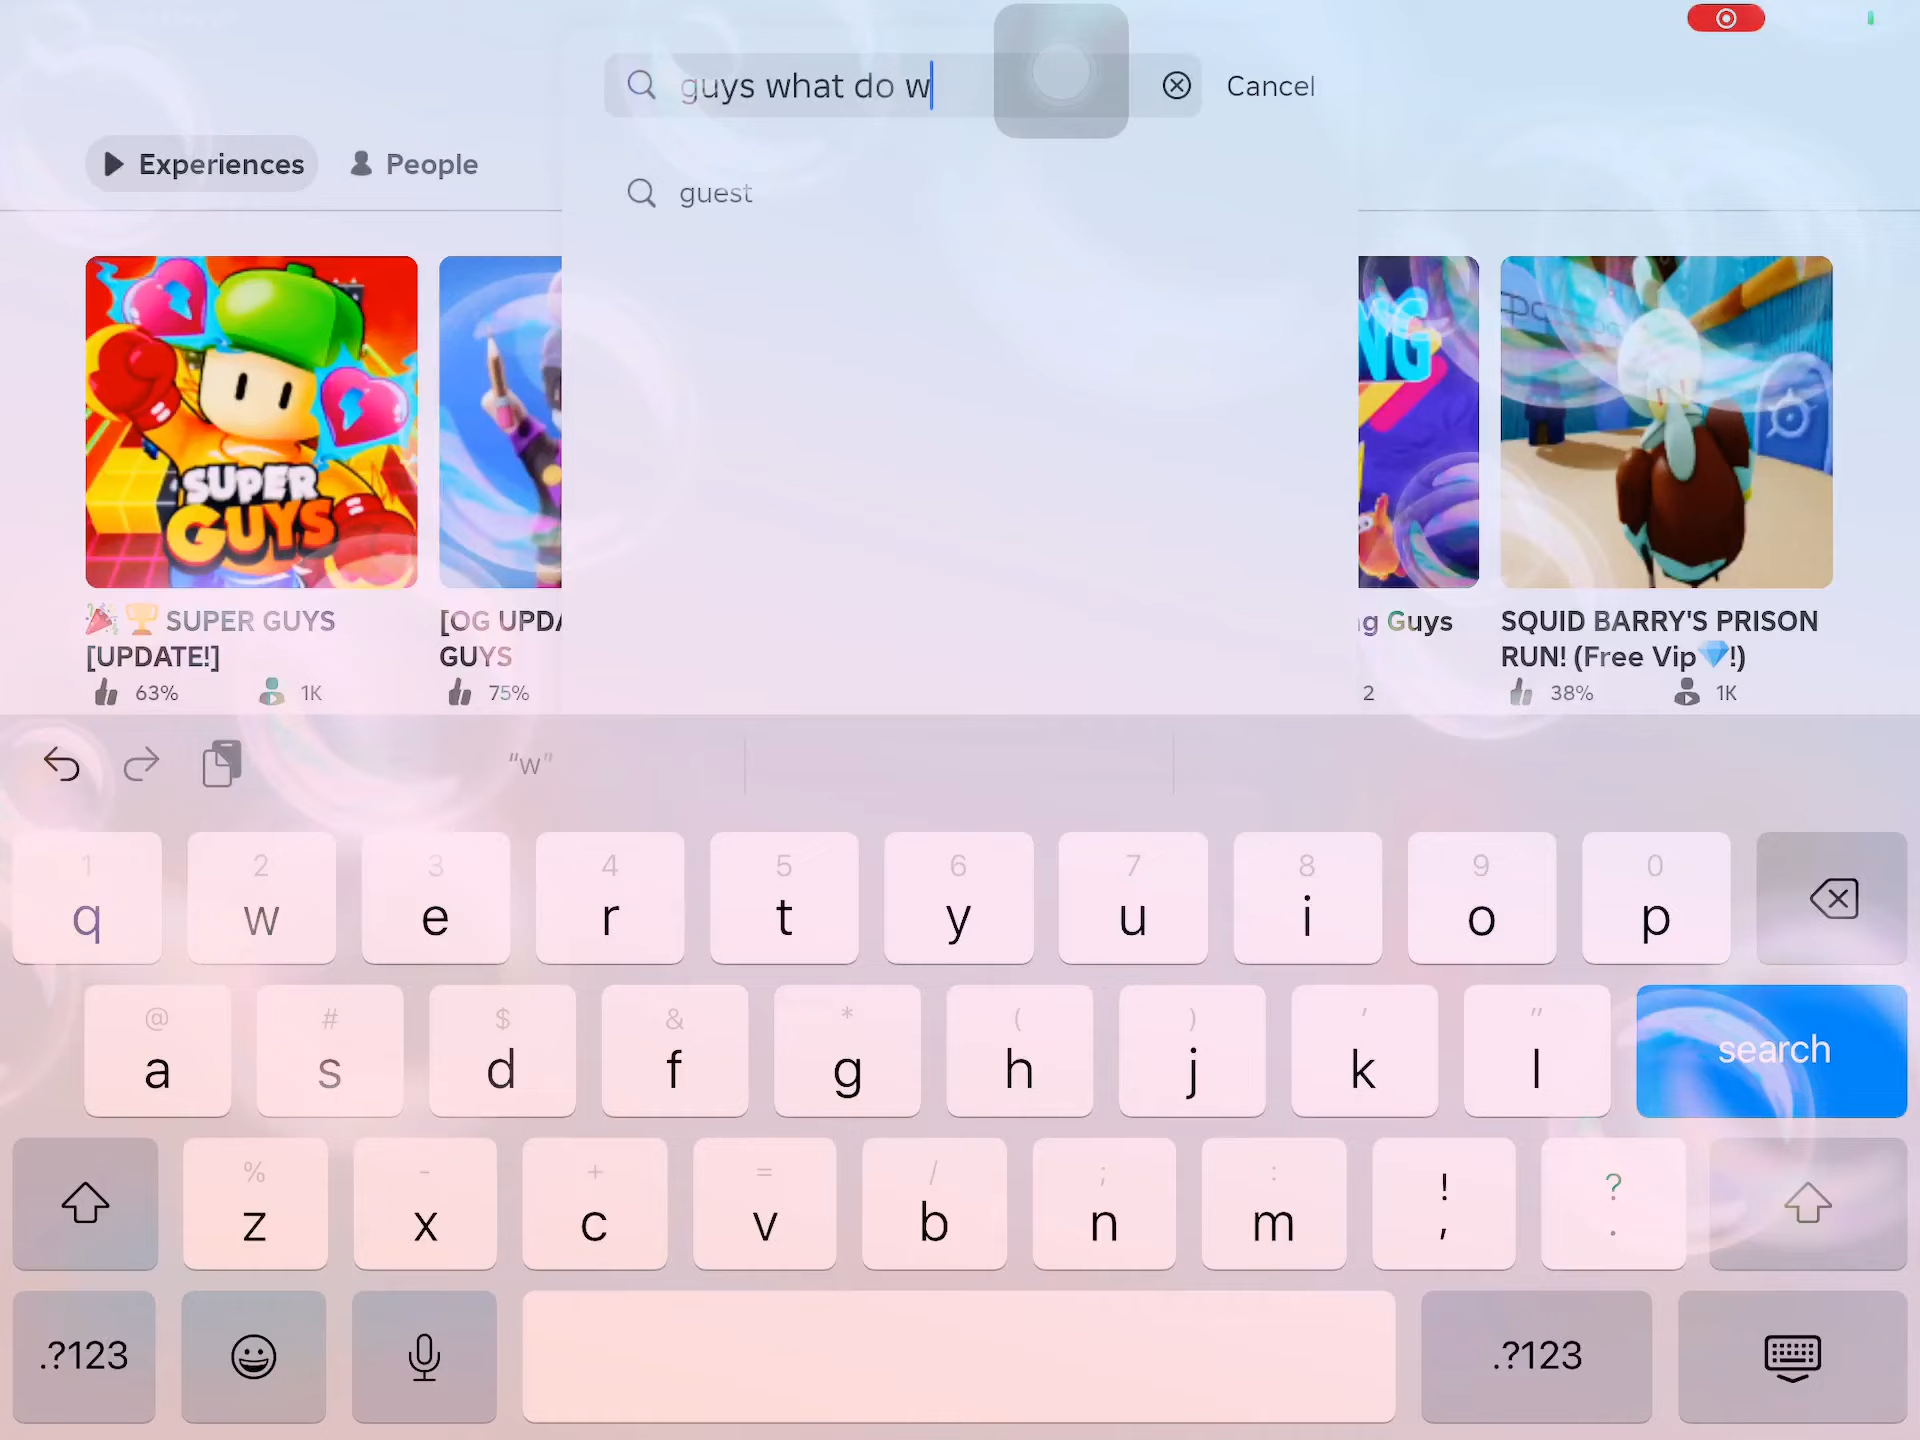 guys what do w
Cancel
Experiences
People
guest
SUPER
GUYS
NG
SUPER GUYS
[UPDATE!]
63%
1K
[OG UPDA
GUYS
75%
g Guys
2
SQUID BARRY'S PRISON
RUN! (Free Vip💎!)
38%
1K
"w"
1 2 3 4 5 6 7 8 9 0
q w e r t y u i o p
@ # $ & * ( ) ' "
a s d f g h j k l
search
% - + = / ; : ! ?
z x c v b n m , .
.?123
.?123